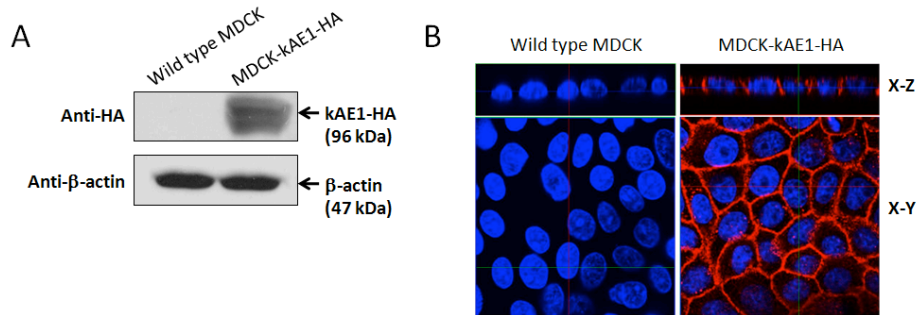 A
Wild type MDCK
MDCK-kAE1-HA
Anti-HA
kAE1-HA
(96 kDa)
Anti-β-actin
β-actin
(47 kDa)
B
Wild type MDCK
MDCK-kAE1-HA
X-Z
X-Y